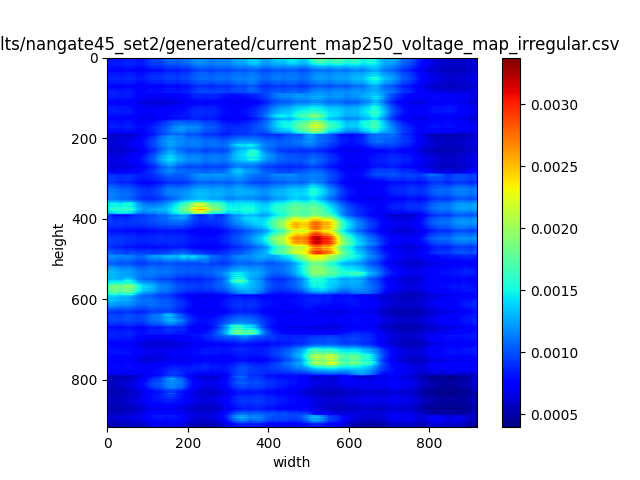 lts/nangate45_set2/generated/current_map250_voltage_map_irregular.csv
0
200
400
600
800
height
0 200 400 600 800
width
0.0030
0.0025
0.0020
0.0015
0.0010
0.0005